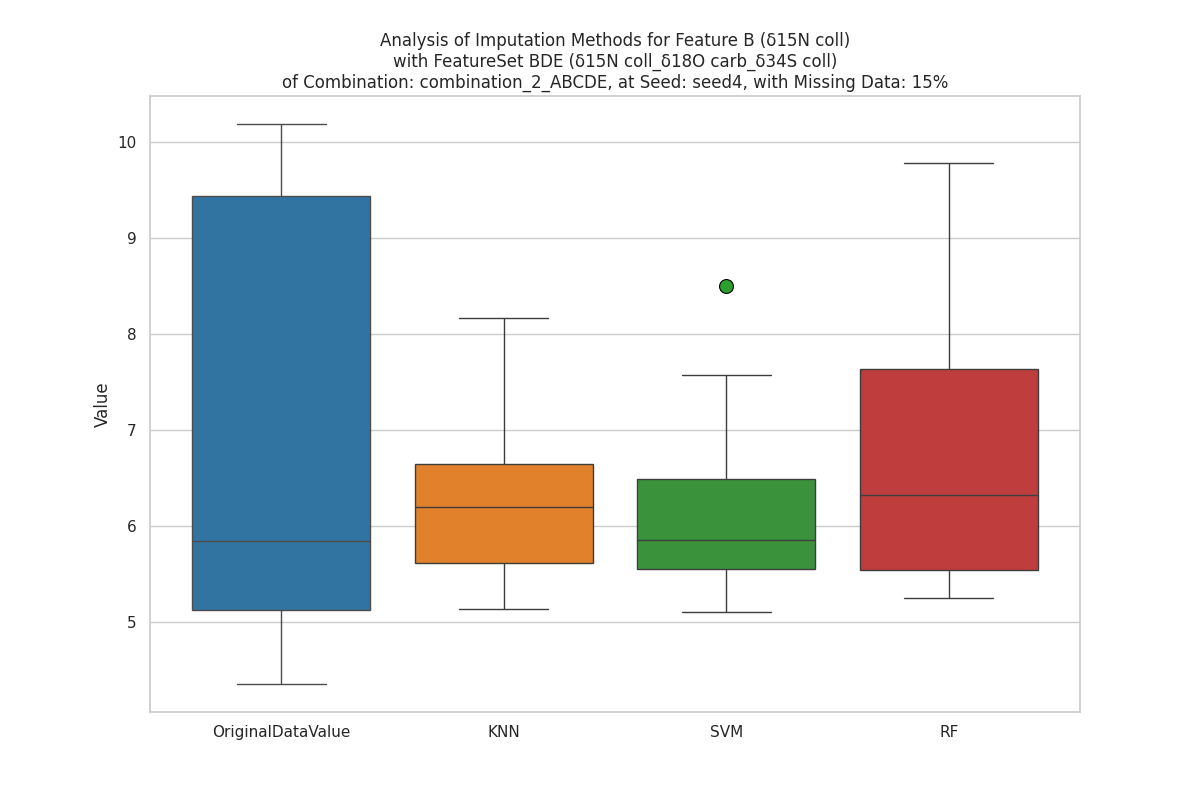 Analysis of Imputation Methods for Feature B (δ15N coll)
with FeatureSet BDE (δ15N coll_δ18O carb_δ34S coll)
of Combination: combination_2_ABCDE, at Seed: seed4, with Missing Data: 15%
10
9
8
7
6
5
Value
OriginalDataValue
KNN
SVM
RF